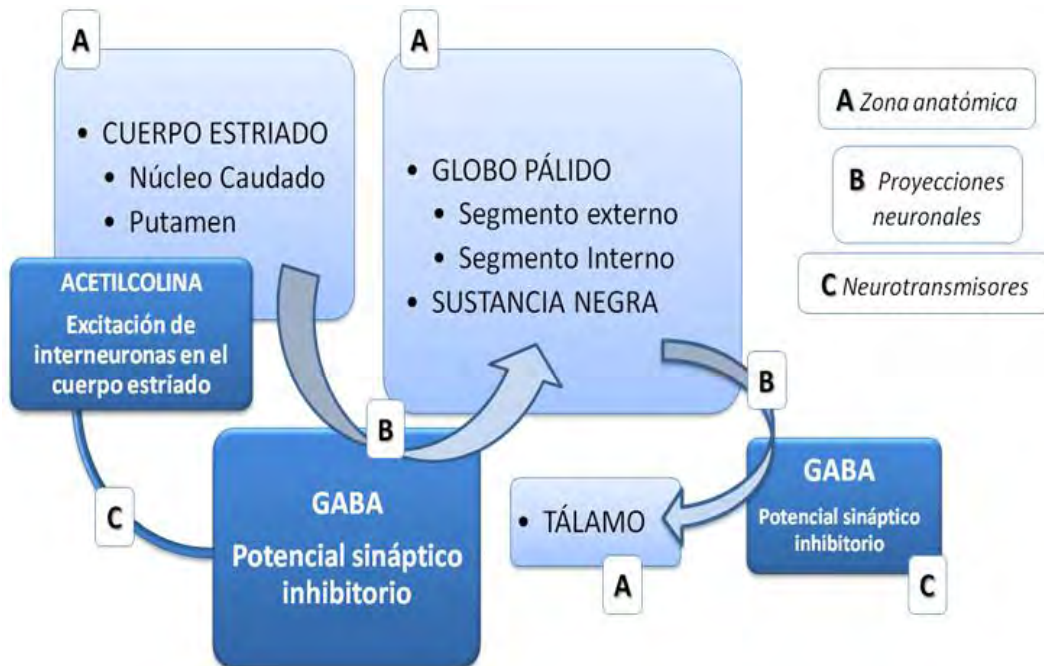 A
• CUERPO ESTRIADO
• Núcleo Caudado
• Putamen
ACETILCOLINA
Excitación de
interneuronas en el
cuerpo estriado
C
GABA
Potencial sináptico
inhibitorio
B
A
• GLOBO PÁLIDO
• Segmento externo
• Segmento Interno
• SUSTANCIA NEGRA
B
GABA
Potencial sináptico
inhibitorio
C
• TÁLAMO
A
A Zona anatómica
B Proyecciones
neuronales
C Neurotransmisores